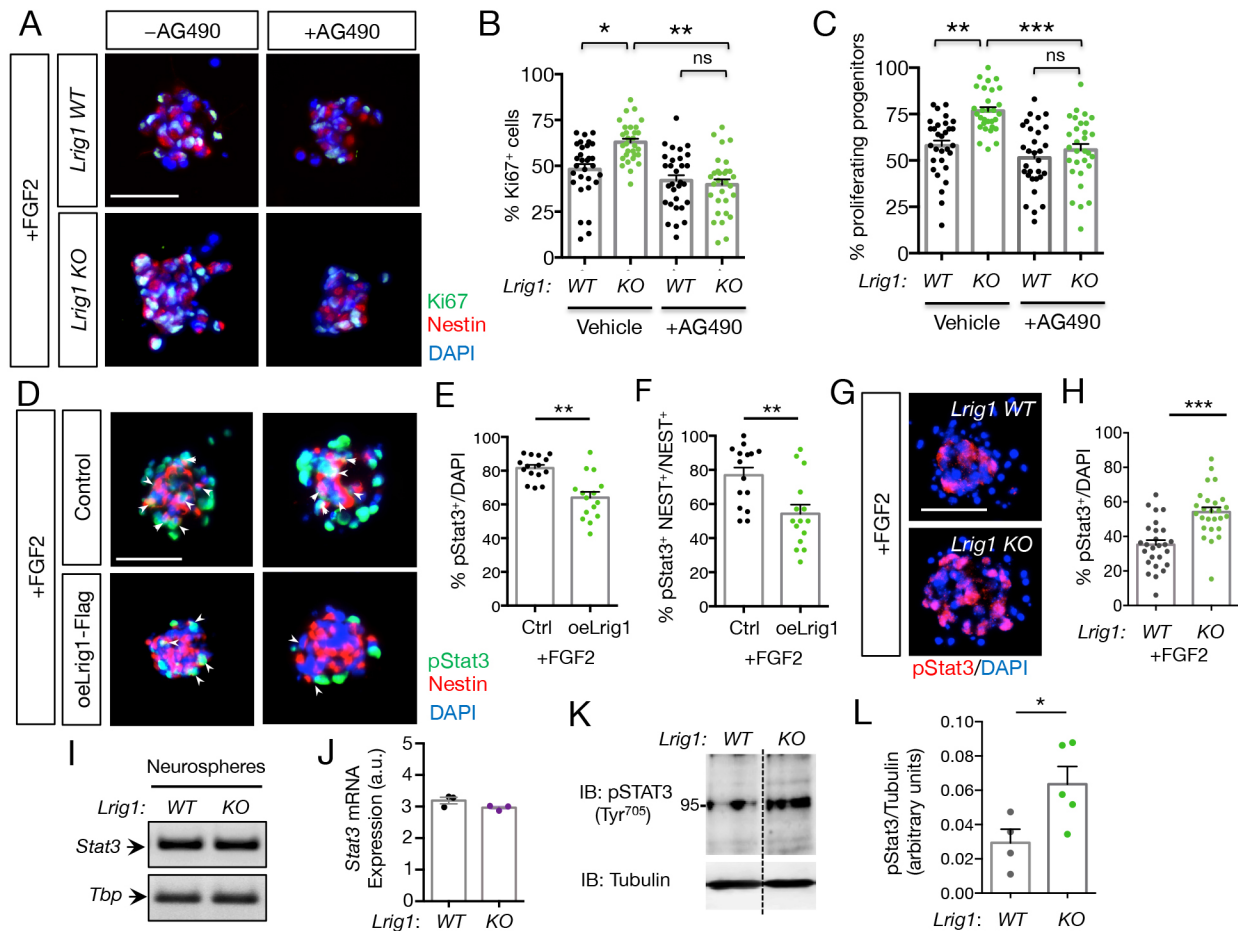 A
−AG490
+AG490
+FGF2
Lrig1 WT
Lrig1 KO
Ki67
Nestin
DAPI
B
% Ki67⁺ cells
100
75
50
25
0
*
**
ns
Lrig1:
WT
KO
WT
KO
Vehicle
+AG490
C
% proliferating progenitors
100
75
50
25
0
**
***
ns
Lrig1:
WT
KO
WT
KO
Vehicle
+AG490
D
+FGF2
Control
oeLrig1-Flag
pStat3
Nestin
DAPI
E
% pStat3⁺/DAPI
100
80
60
40
20
0
**
Ctrl
oeLrig1
+FGF2
F
% pStat3⁺ NEST⁺/NEST⁺
100
80
60
40
20
0
**
Ctrl
oeLrig1
+FGF2
G
+FGF2
Lrig1 WT
Lrig1 KO
pStat3/DAPI
H
% pStat3⁺/DAPI
100
80
60
40
20
0
***
Lrig1:
WT
KO
+FGF2
I
Neurospheres
Lrig1:
WT
KO
Stat3
Tbp
J
Stat3 mRNA
Expression (a.u.)
5
4
3
2
1
0
Lrig1:
WT
KO
K
Lrig1:
WT
KO
IB: pSTAT3
(Tyr⁷⁰⁵)
95-
IB: Tubulin
L
pStat3/Tubulin
(arbitrary units)
0.10
0.08
0.06
0.04
0.02
0.00
*
Lrig1:
WT
KO